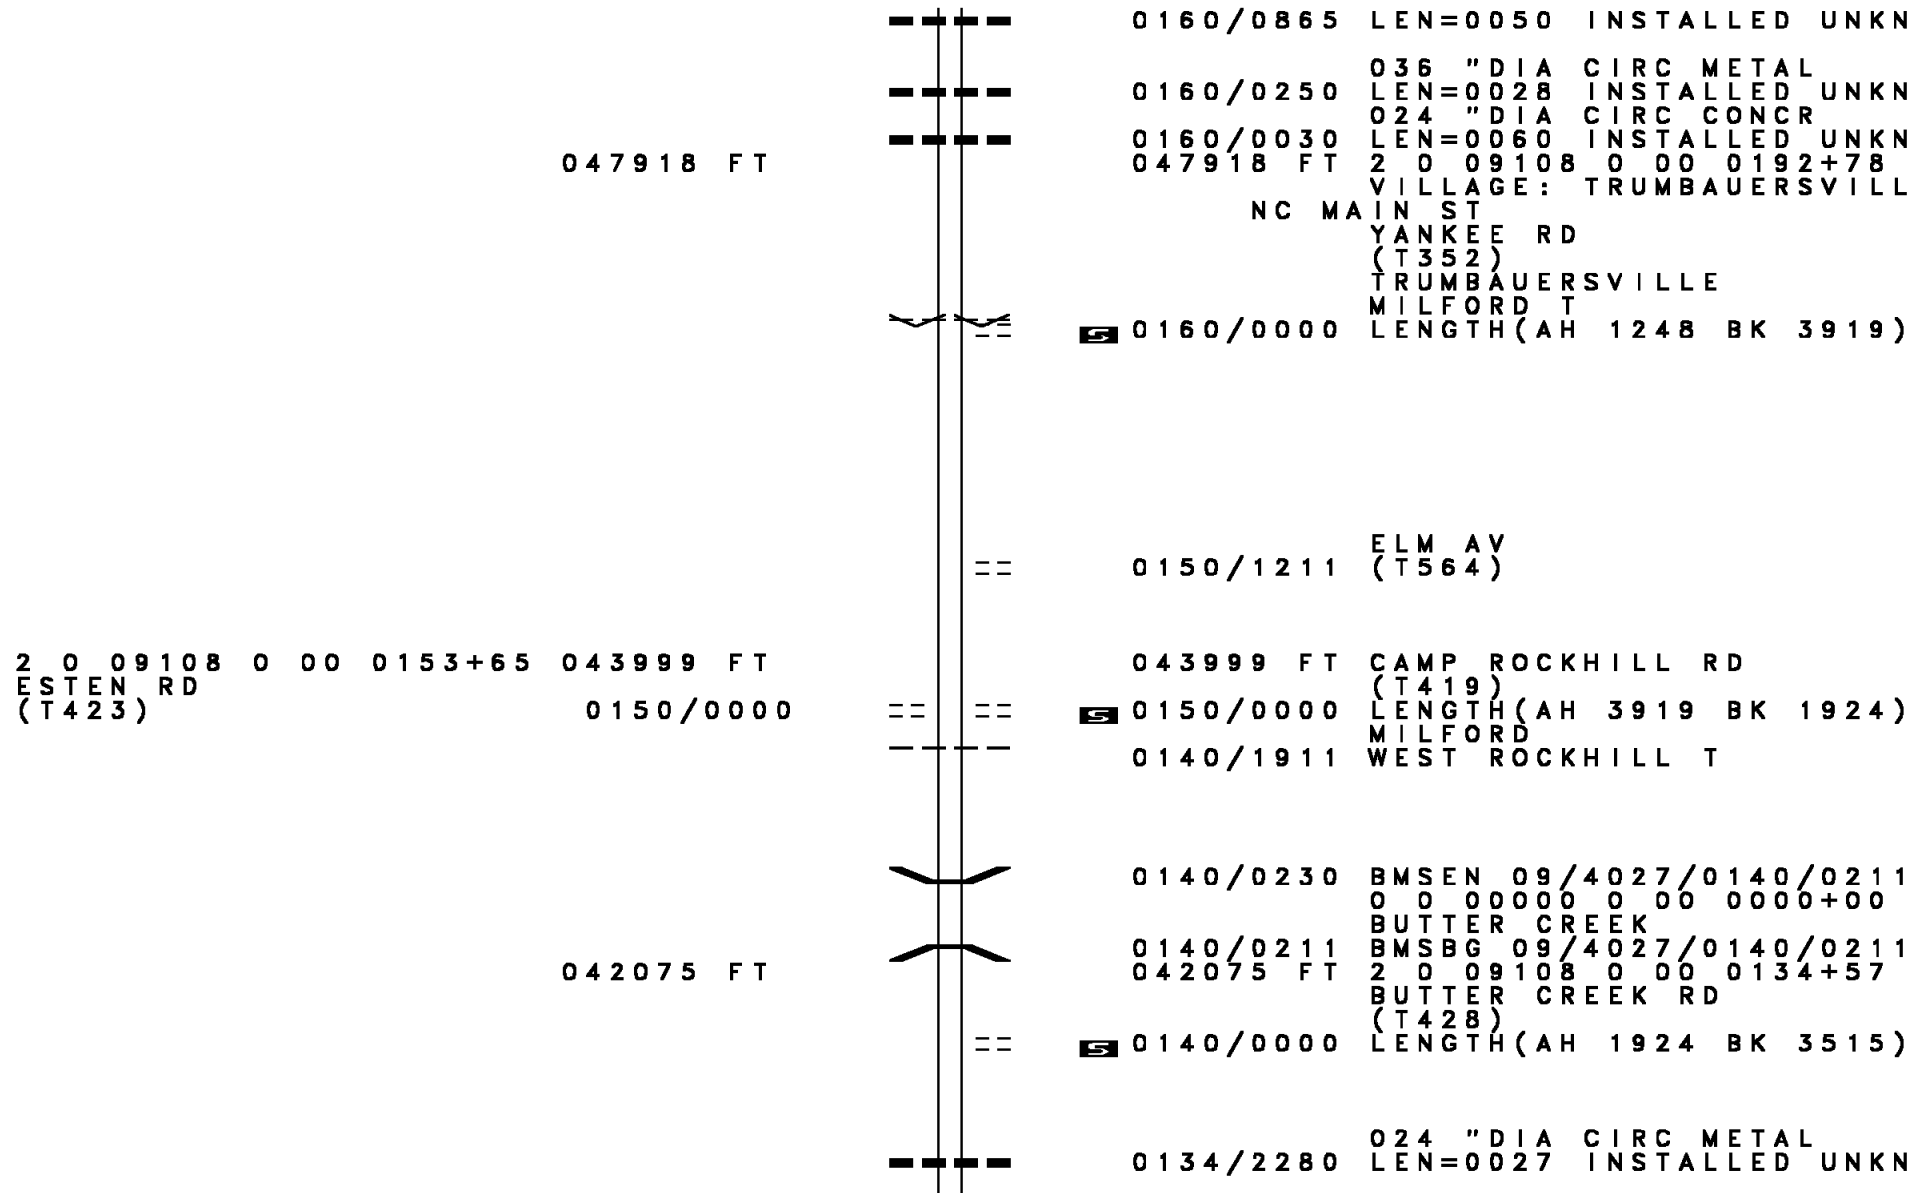 0160/0865 LEN=0050 INSTALLED UNKN
036 "DIA CIRC METAL
0160/0250 LEN=0028 INSTALLED UNKN
024 "DIA CIRC CONCR
0160/0030 LEN=0060 INSTALLED UNKN
047918 FT 047918 FT 2 0 09108 0 00 0192+78
VILLAGE: TRUMBAUERSVILL
NC MAIN ST
YANKEE RD
(T352)
TRUMBAUERSVILLE
MILFORD T
S 0160/0000 LENGTH(AH 1248 BK 3919)
ELM AV
0150/1211 (T564)
2 0 09108 0 00 0153+65 043999 FT 043999 FT CAMP ROCKHILL RD
ESTEN RD (T419)
(T423) 0150/0000 S 0150/0000 LENGTH(AH 3919 BK 1924)
MILFORD
0140/1911 WEST ROCKHILL T
0140/0230 BMSEN 09/4027/0140/0211
0 0 00000 0 00 0000+00
BUTTER CREEK
0140/0211 BMSBG 09/4027/0140/0211
042075 FT 042075 FT 2 0 09108 0 00 0134+57
BUTTER CREEK RD
(T428)
S 0140/0000 LENGTH(AH 1924 BK 3515)
024 "DIA CIRC METAL
0134/2280 LEN=0027 INSTALLED UNKN